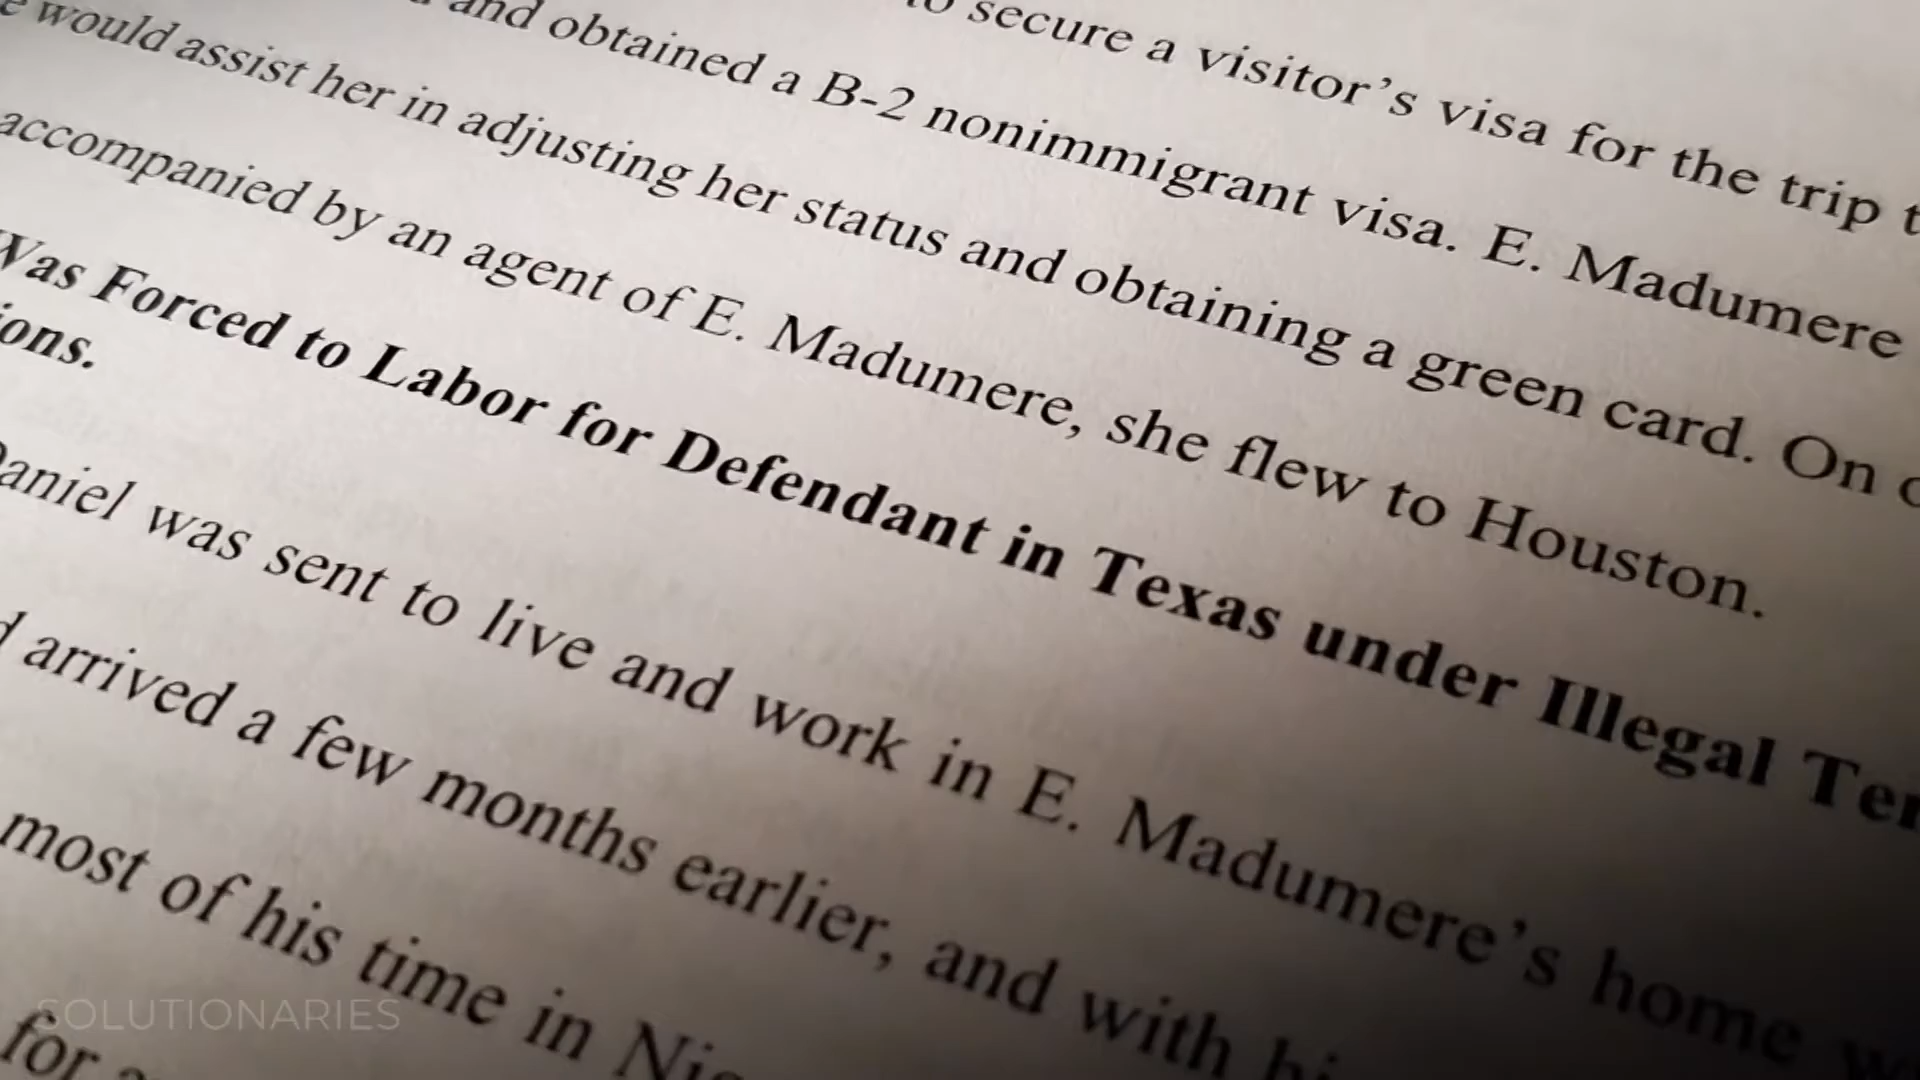 to secure a visitor's visa for the trip
and obtained a B-2 nonimmigrant visa. E. Madumere
would assist her in adjusting her status and obtaining a green card. On
accompanied by an agent of E. Madumere, she flew to Houston.
Was Forced to Labor for Defendant in Texas under Illegal
ions.
Daniel was sent to live and work in E. Madumere's home
arrived a few months earlier, and with
most of his time in
for
SOLUTIONARIES